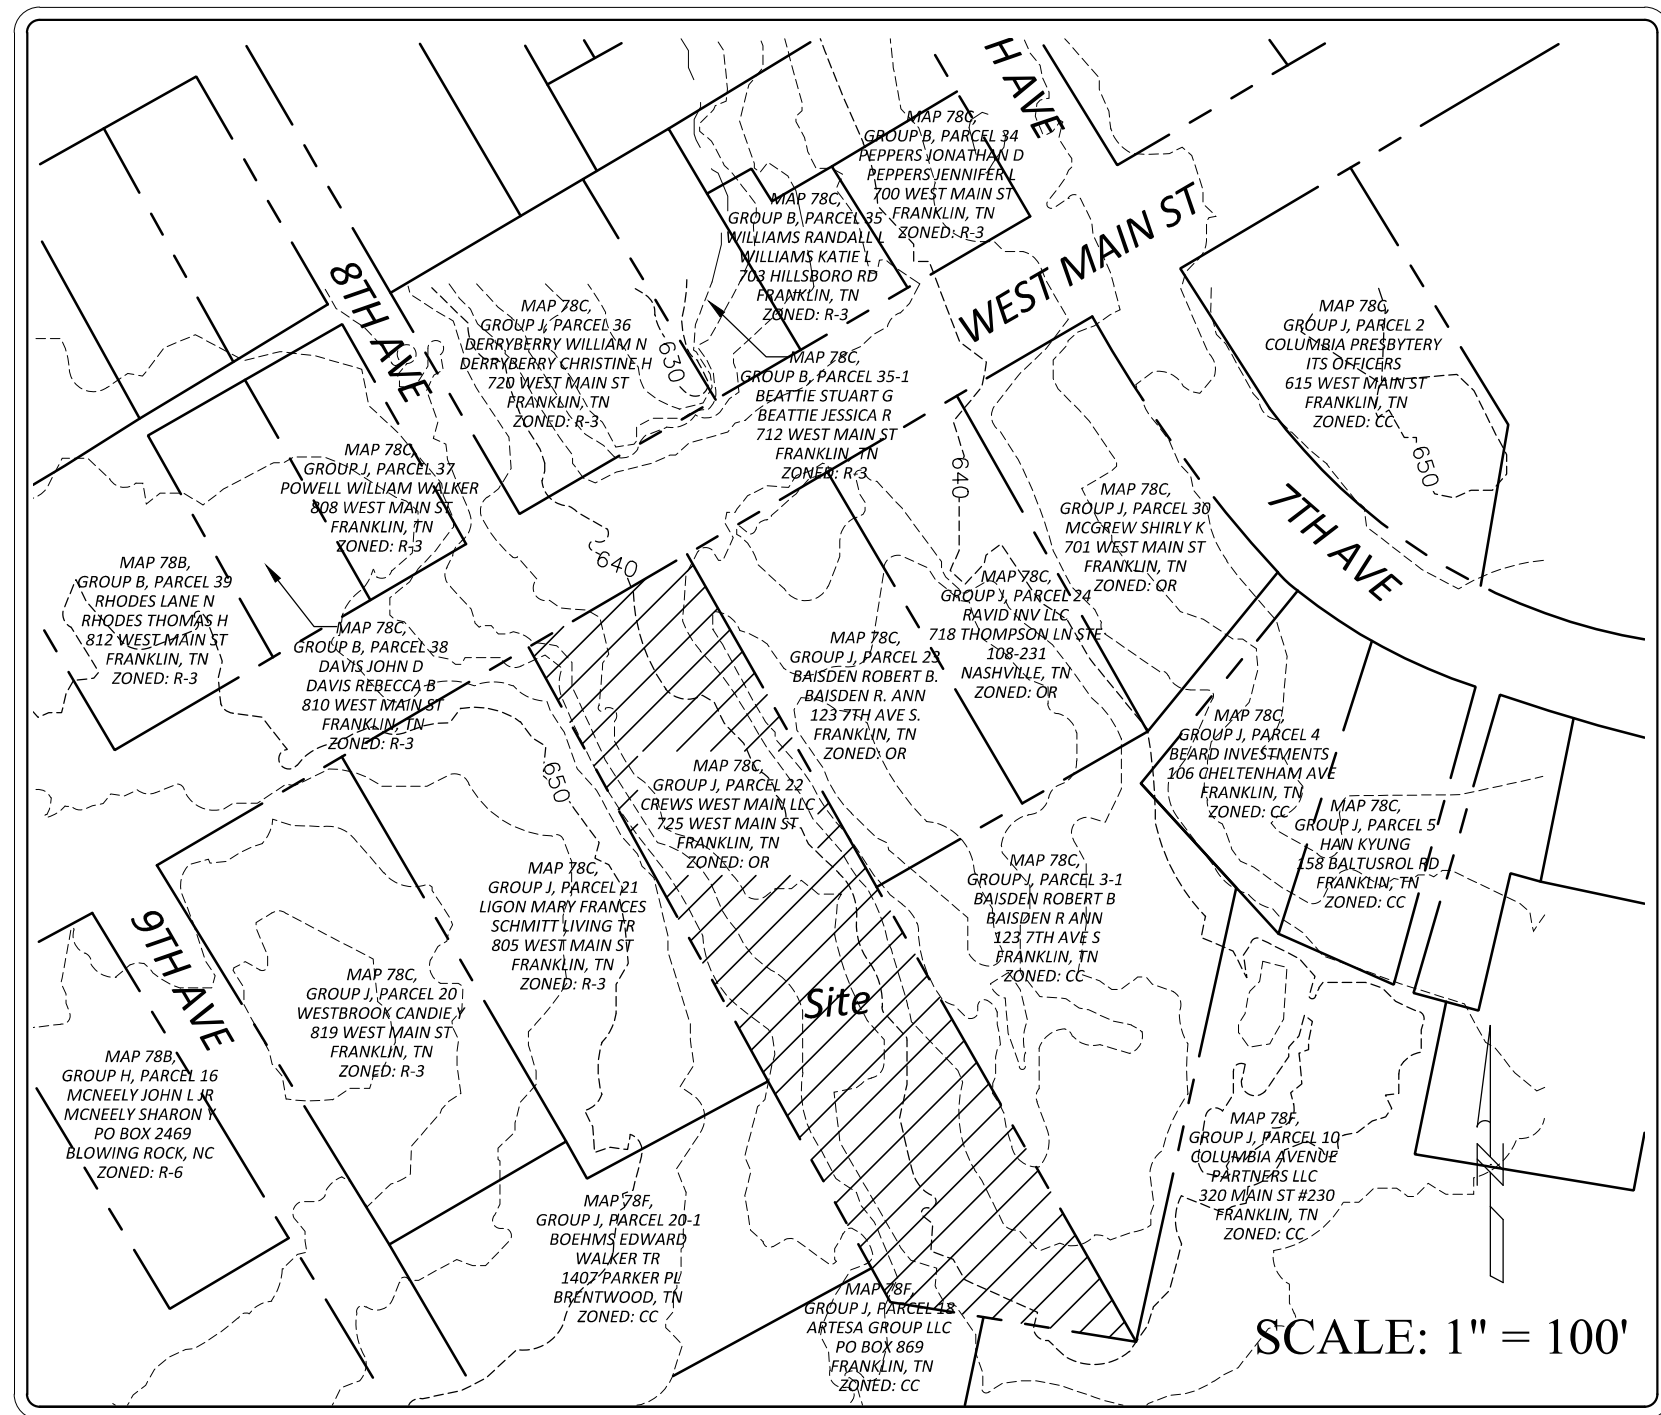 H AVE
MAP 78C,
GROUP B, PARCEL 34
PEPPERS JONATHAN D
PEPPERS JENNIFER L
700 WEST MAIN ST
FRANKLIN, TN
ZONED: R-3
MAP 78C,
GROUP B, PARCEL 35
WILLIAMS RANDALL L
WILLIAMS KATIE L
703 HILLSBORO RD
FRANKLIN, TN
ZONED: R-3
WEST MAIN ST
8TH AVE
MAP 78C,
GROUP J, PARCEL 36
DERRYBERRY WILLIAM N
DERRYBERRY CHRISTINE H
720 WEST MAIN ST
FRANKLIN, TN
ZONED: R-3
630
MAP 78C,
GROUP J, PARCEL 2
COLUMBIA PRESBYTERY
ITS OFFICERS
615 WEST MAIN ST
FRANKLIN, TN
ZONED: CC
650
MAP 78C,
GROUP B, PARCEL 35-1
BEATTIE STUART G
BEATTIE JESSICA R
712 WEST MAIN ST
FRANKLIN, TN
ZONED: R-3
MAP 78C,
GROUP J, PARCEL 37
POWELL WILLIAM WALKER
808 WEST MAIN ST
FRANKLIN, TN
ZONED: R-3
640
640
MAP 78C,
GROUP J, PARCEL 30
MCGREW SHIRLY K
701 WEST MAIN ST
FRANKLIN, TN
ZONED: OR
7TH AVE
MAP 78B,
GROUP B, PARCEL 39
RHODES LANE N
RHODES THOMAS H
812 WEST MAIN ST
FRANKLIN, TN
ZONED: R-3
MAP 78C,
GROUP B, PARCEL 38
DAVIS JOHN D
DAVIS REBECCA B
810 WEST MAIN ST
FRANKLIN, TN
ZONED: R-3
MAP 78C,
GROUP J, PARCEL 24
RAVID INV LLC
718 THOMPSON LN STE
108-231
NASHVILLE, TN
ZONED: OR
MAP 78C,
GROUP J, PARCEL 23
BAISDEN ROBERT B.
BAISDEN R. ANN
123 7TH AVE S.
FRANKLIN, TN
ZONED: OR
MAP 78C,
GROUP J, PARCEL 4
BEARD INVESTMENTS
106 CHELTENHAM AVE
FRANKLIN, TN
ZONED: CC
650
MAP 78C,
GROUP J, PARCEL 22
CREWS WEST MAIN LLC
725 WEST MAIN ST
FRANKLIN, TN
ZONED: OR
MAP 78C,
GROUP J, PARCEL 5
HAN KYUNG
158 BALTUSROL RD
FRANKLIN, TN
ZONED: CC
MAP 78C,
GROUP J, PARCEL 21
LIGON MARY FRANCES
SCHMITT LIVING TR
805 WEST MAIN ST
FRANKLIN, TN
ZONED: R-3
MAP 78C,
GROUP J, PARCEL 3-1
BAISDEN ROBERT B
BAISDEN R ANN
123 7TH AVE S
FRANKLIN, TN
ZONED: CC
9TH AVE
MAP 78C,
GROUP J, PARCEL 20
WESTBROOK CANDIE Y
819 WEST MAIN ST
FRANKLIN, TN
ZONED: R-3
Site
MAP 78B,
GROUP H, PARCEL 16
MCNEELY JOHN L JR
MCNEELY SHARON Y
PO BOX 2469
BLOWING ROCK, NC
ZONED: R-6
MAP 78F,
GROUP J, PARCEL 10
COLUMBIA AVENUE
PARTNERS LLC
320 MAIN ST #230
FRANKLIN, TN
ZONED: CC
N
MAP 78F,
GROUP J, PARCEL 20-1
BOEHMS EDWARD
WALKER TR
1407 PARKER PL
BRENTWOOD, TN
ZONED: CC
MAP 78F,
GROUP J, PARCEL 18
ARTESA GROUP LLC
PO BOX 869
FRANKLIN, TN
ZONED: CC
SCALE: 1" = 100'